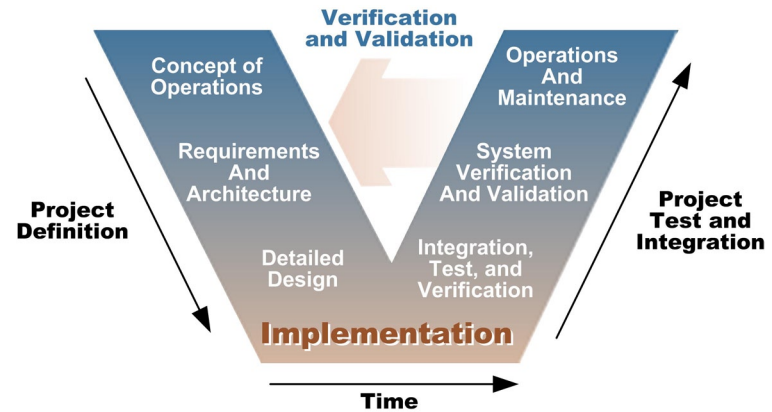 Verification
and Validation
Concept of
Operations
Operations
And
Maintenance
Requirements
And
Architecture
System
Verification
And Validation
Project
Definition
Project
Test and
Integration
Detailed
Design
Integration,
Test, and
Verification
Implementation
Time